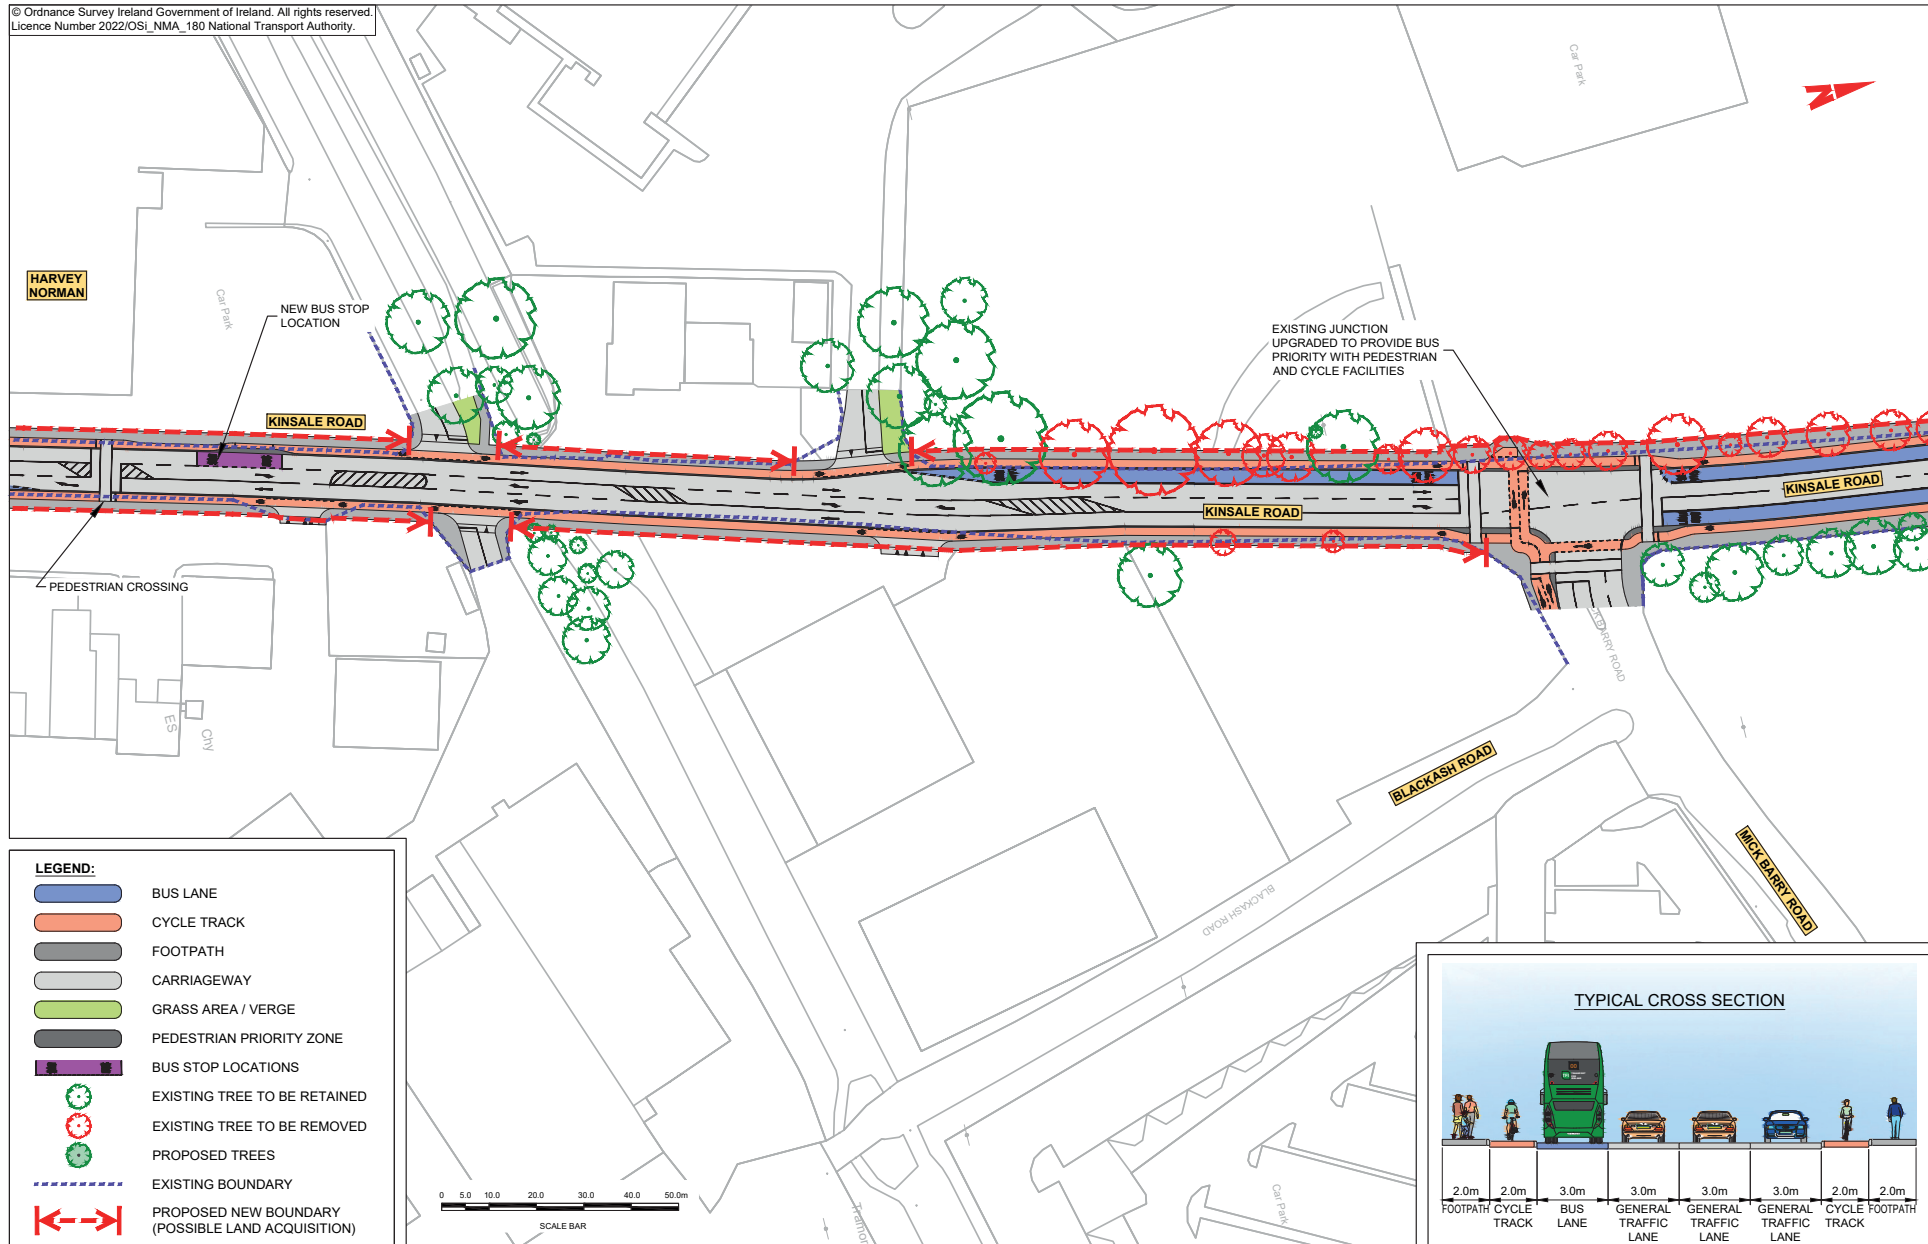 © Ordnance Survey Ireland Government of Ireland. All rights reserved.
Licence Number 2022/OSi_NMA_180 National Transport Authority.
Car Park
N
HARVEY
NORMAN
Car Park
NEW BUS STOP
LOCATION
EXISTING JUNCTION
UPGRADED TO PROVIDE BUS
PRIORITY WITH PEDESTRIAN
AND CYCLE FACILITIES
KINSALE ROAD
KINSALE ROAD
KINSALE ROAD
PEDESTRIAN CROSSING
ES
Chy
BLACKASH ROAD
BLACKASH ROAD
MICK BARRY ROAD
Car Park
LEGEND:
BUS LANE
CYCLE TRACK
FOOTPATH
CARRIAGEWAY
GRASS AREA / VERGE
PEDESTRIAN PRIORITY ZONE
BUS STOP LOCATIONS
EXISTING TREE TO BE RETAINED
EXISTING TREE TO BE REMOVED
PROPOSED TREES
EXISTING BOUNDARY
PROPOSED NEW BOUNDARY
(POSSIBLE LAND ACQUISITION)
0 5.0 10.0 20.0 30.0 40.0 50.0m
SCALE BAR
TYPICAL CROSS SECTION
2.0m 2.0m 3.0m 3.0m 3.0m 3.0m 2.0m 2.0m
FOOTPATH CYCLE TRACK BUS LANE GENERAL TRAFFIC LANE GENERAL TRAFFIC LANE GENERAL TRAFFIC LANE CYCLE TRACK FOOTPATH